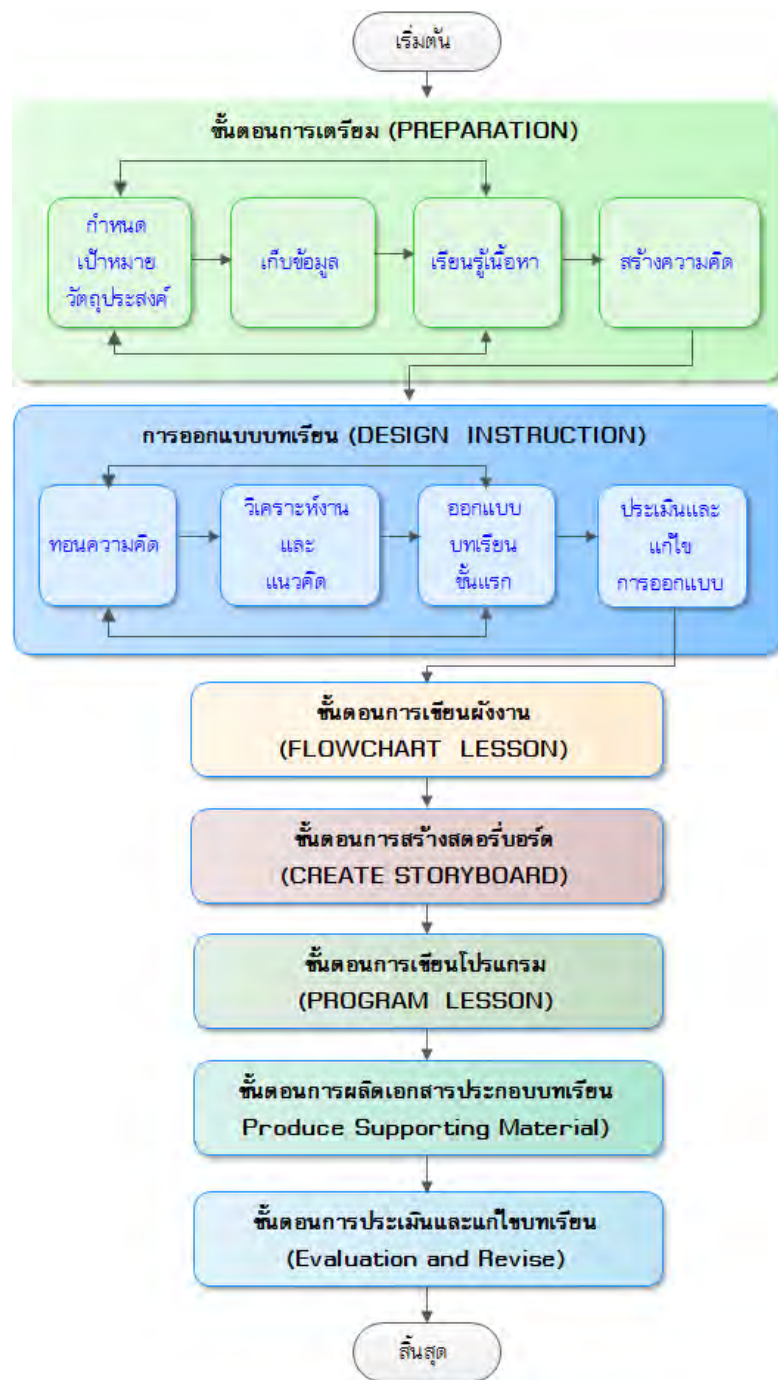 เริ่มต้น
ขั้นตอนการเตรียม (PREPARATION)
กำหนด
เป้าหมาย
วัตถุประสงค์
เก็บข้อมูล
เรียนรู้เนื้อหา
สร้างความคิด
การออกแบบบทเรียน (DESIGN INSTRUCTION)
ทอนความคิด
วิเคราะห์งาน
และ
แนวคิด
ออกแบบ
บทเรียน
ขั้นแรก
ประเมินและ
แก้ไข
การออกแบบ
ขั้นตอนการเขียนผังงาน
(FLOWCHART LESSON)
ขั้นตอนการสร้างสตอรี่บอร์ด
(CREATE STORYBOARD)
ขั้นตอนการเขียนโปรแกรม
(PROGRAM LESSON)
ขั้นตอนการผลิตเอกสารประกอบบทเรียน
Produce Supporting Material)
ขั้นตอนการประเมินและแก้ไขบทเรียน
(Evaluation and Revise)
สิ้นสุด